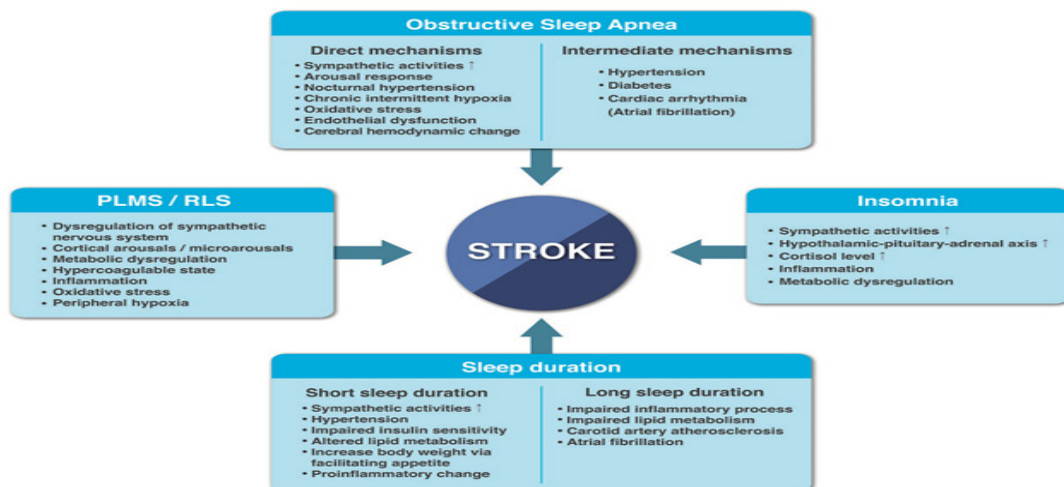 Obstructive Sleep Apnea
Direct mechanisms
• Sympathetic activities ↑
• Arousal response
• Nocturnal hypertension
• Chronic intermittent hypoxia
• Oxidative stress
• Endothelial dysfunction
• Cerebral hemodynamic change
Intermediate mechanisms
• Hypertension
• Diabetes
• Cardiac arrhythmia
(Atrial fibrillation)
PLMS / RLS
• Dysregulation of sympathetic
nervous system
• Cortical arousals / microarousals
• Metabolic dysregulation
• Hypercoagulable state
• Inflammation
• Oxidative stress
• Peripheral hypoxia
STROKE
Insomnia
• Sympathetic activities ↑
• Hypothalamic-pituitary-adrenal axis ↑
• Cortisol level ↑
• Inflammation
• Metabolic dysregulation
Sleep duration
Short sleep duration
• Sympathetic activities ↑
• Hypertension
• Impaired insulin sensitivity
• Altered lipid metabolism
• Increase body weight via
facilitating appetite
• Proinflammatory change
Long sleep duration
• Impaired inflammatory process
• Impaired lipid metabolism
• Carotid artery atherosclerosis
• Atrial fibrillation